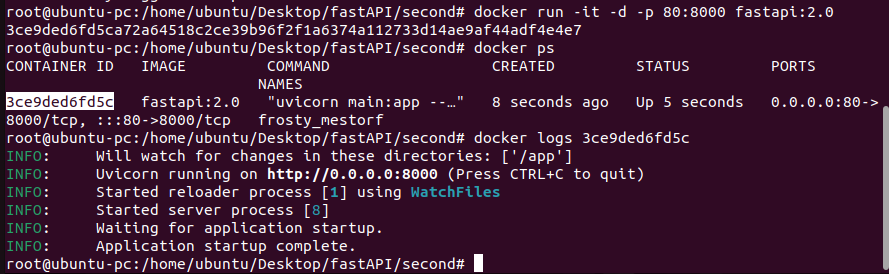 root@ubuntu-pc:/home/ubuntu/Desktop/fastAPI/second# docker run -it -d -p 80:8000 fastapi:2.0
3ce9ded6fd5ca72a64518c2ce39b96f2f1a6374a112733d14ae9af44adf4e4e7
root@ubuntu-pc:/home/ubuntu/Desktop/fastAPI/second# docker ps
CONTAINER ID   IMAGE         COMMAND                  CREATED         STATUS         PORTS
                             NAMES
3ce9ded6fd5c   fastapi:2.0   "uvicorn main:app --…"   8 seconds ago   Up 5 seconds   0.0.0.0:80->
8000/tcp, :::80->8000/tcp   frosty_mestorf
root@ubuntu-pc:/home/ubuntu/Desktop/fastAPI/second# docker logs 3ce9ded6fd5c
INFO:     Will watch for changes in these directories: ['/app']
INFO:     Uvicorn running on http://0.0.0.0:8000 (Press CTRL+C to quit)
INFO:     Started reloader process [1] using WatchFiles
INFO:     Started server process [8]
INFO:     Waiting for application startup.
INFO:     Application startup complete.
root@ubuntu-pc:/home/ubuntu/Desktop/fastAPI/second#